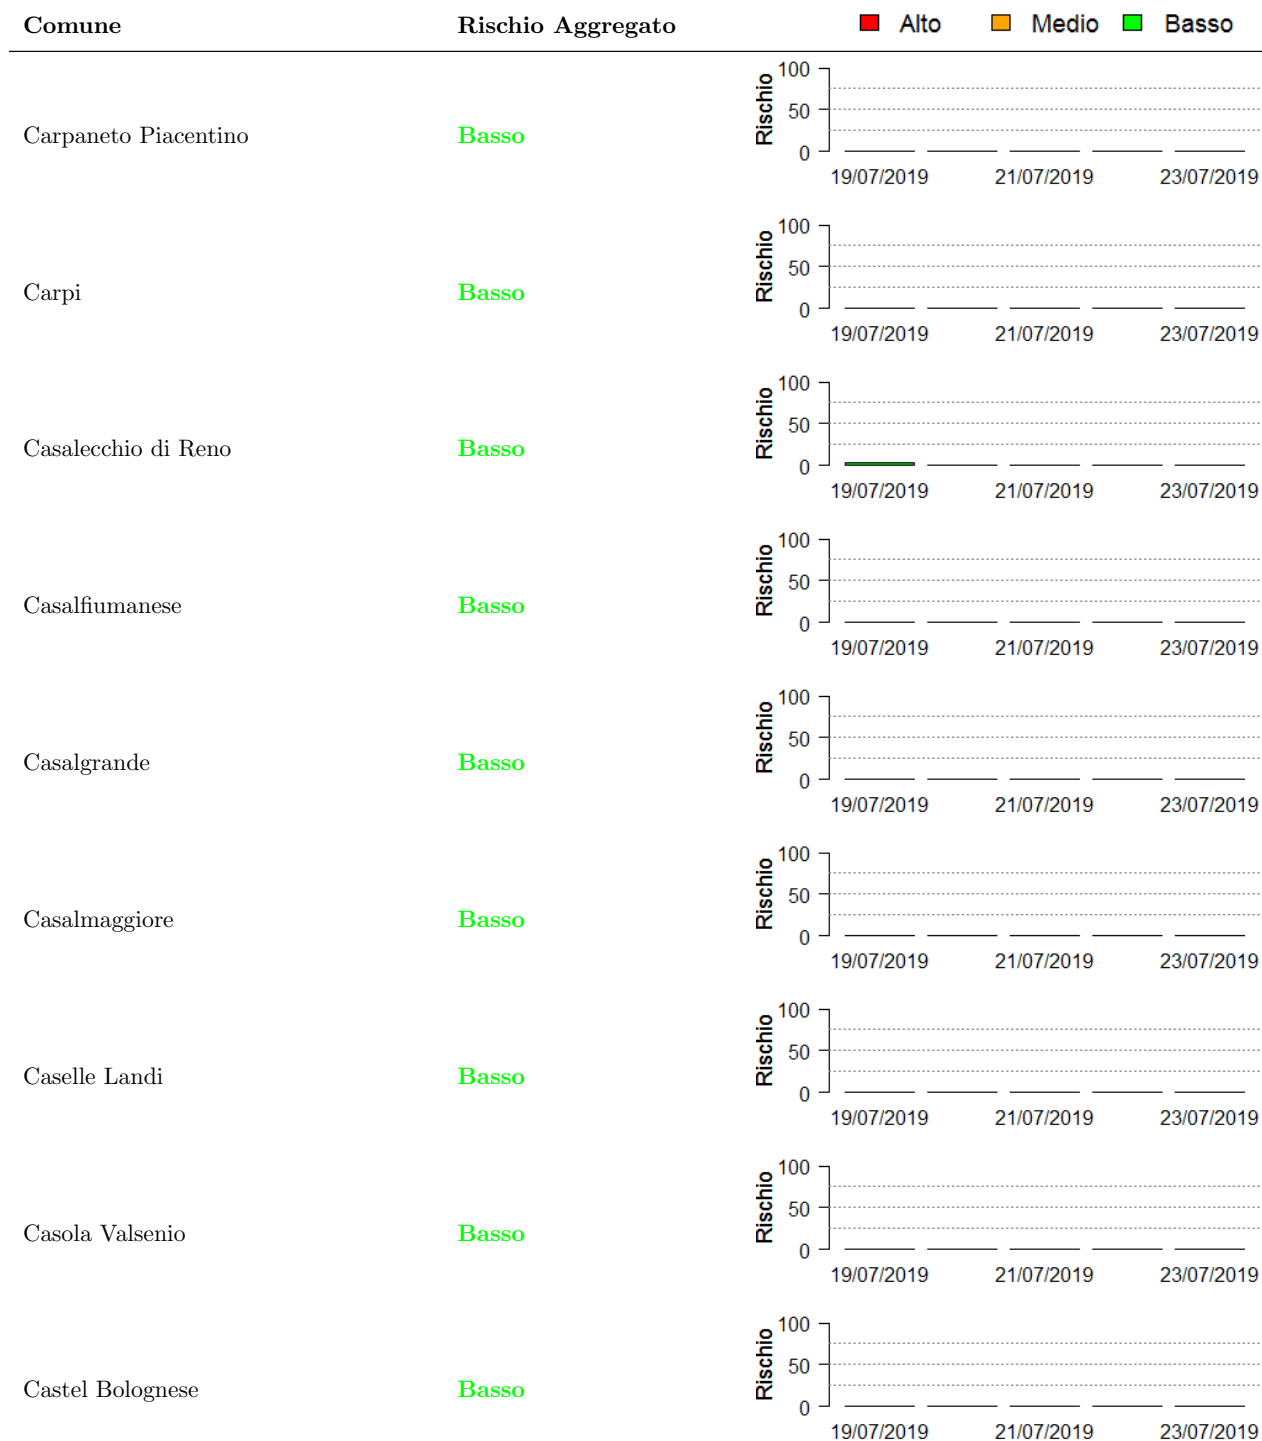 Comune Rischio Aggregato Alto Medio Basso
Carpaneto Piacentino Basso
Rischio
100
50
0
19/07/2019 21/07/2019 23/07/2019
Carpi Basso
Rischio
100
50
0
19/07/2019 21/07/2019 23/07/2019
Casalecchio di Reno Basso
Rischio
100
50
0
19/07/2019 21/07/2019 23/07/2019
Casalfiumanese Basso
Rischio
100
50
0
19/07/2019 21/07/2019 23/07/2019
Casalgrande Basso
Rischio
100
50
0
19/07/2019 21/07/2019 23/07/2019
Casalmaggiore Basso
Rischio
100
50
0
19/07/2019 21/07/2019 23/07/2019
Caselle Landi Basso
Rischio
100
50
0
19/07/2019 21/07/2019 23/07/2019
Casola Valsenio Basso
Rischio
100
50
0
19/07/2019 21/07/2019 23/07/2019
Castel Bolognese Basso
Rischio
100
50
0
19/07/2019 21/07/2019 23/07/2019